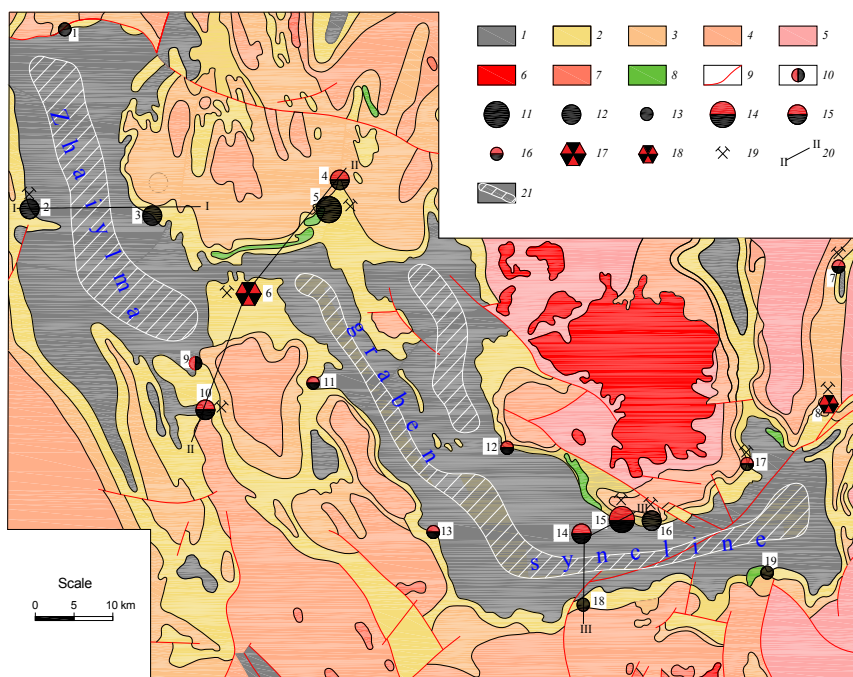 1 2 3 4 5
6 7 8 9 10
11 12 13 14 15
16 17 18 19 20
II II
21
1
4 II
5
I 2 3 I
Zhaiylma
6
7
graben
9
10
II
11
8
12
17
III
15
14 16
13
syncline
19
18
III
Scale
0 5 10 km